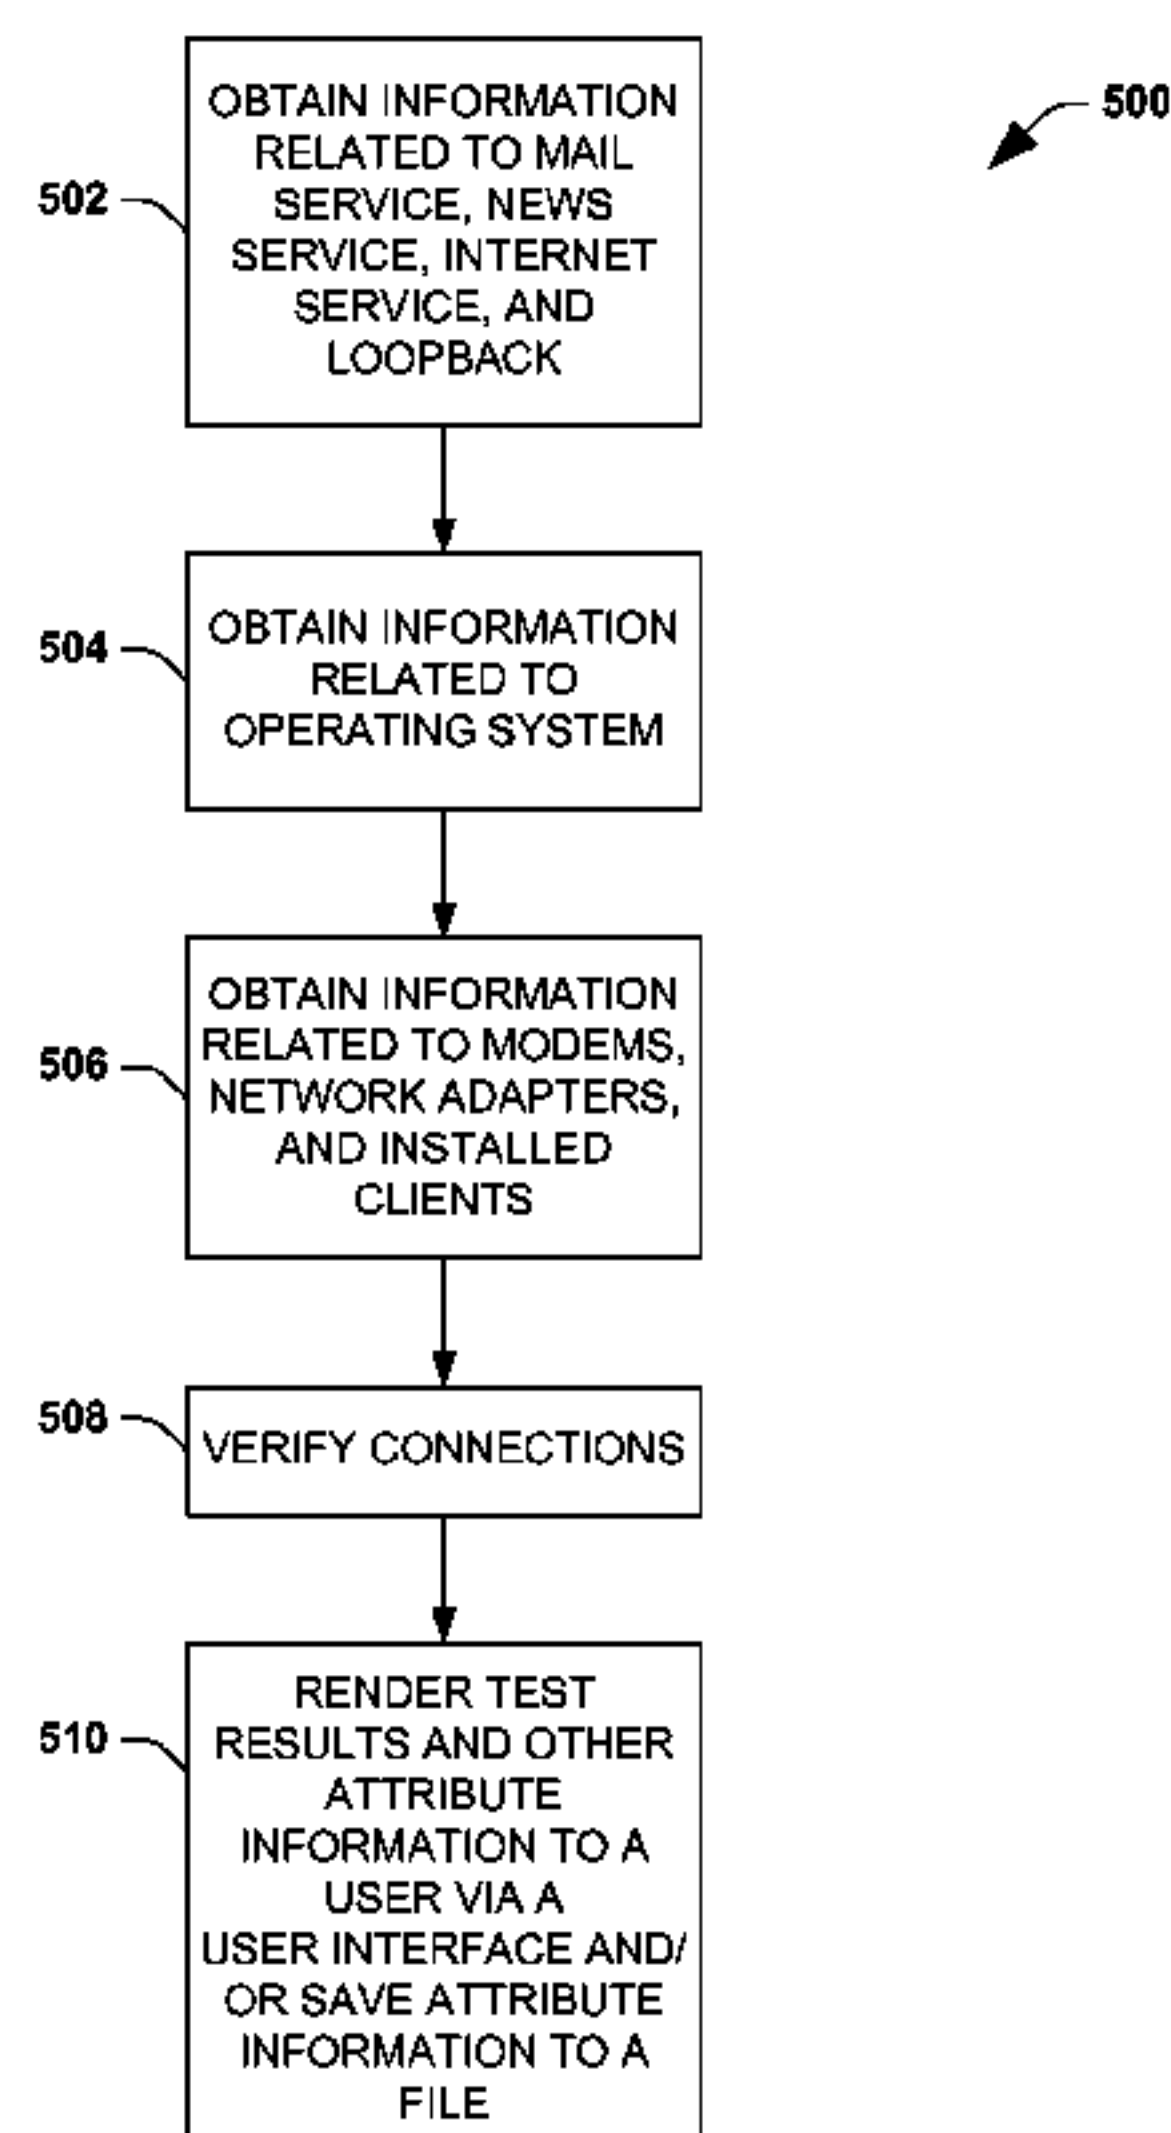 OBTAIN INFORMATION
RELATED TO MAIL
SERVICE, NEWS
SERVICE, INTERNET
SERVICE, AND
LOOPBACK
500
502
OBTAIN INFORMATION
RELATED TO
OPERATING SYSTEM
504
OBTAIN INFORMATION
RELATED TO MODEMS,
NETWORK ADAPTERS,
AND INSTALLED
CLIENTS
506
VERIFY CONNECTIONS
508
RENDER TEST
RESULTS AND OTHER
ATTRIBUTE
INFORMATION TO A
USER VIA A
USER INTERFACE AND/
OR SAVE ATTRIBUTE
INFORMATION TO A
FILE
510